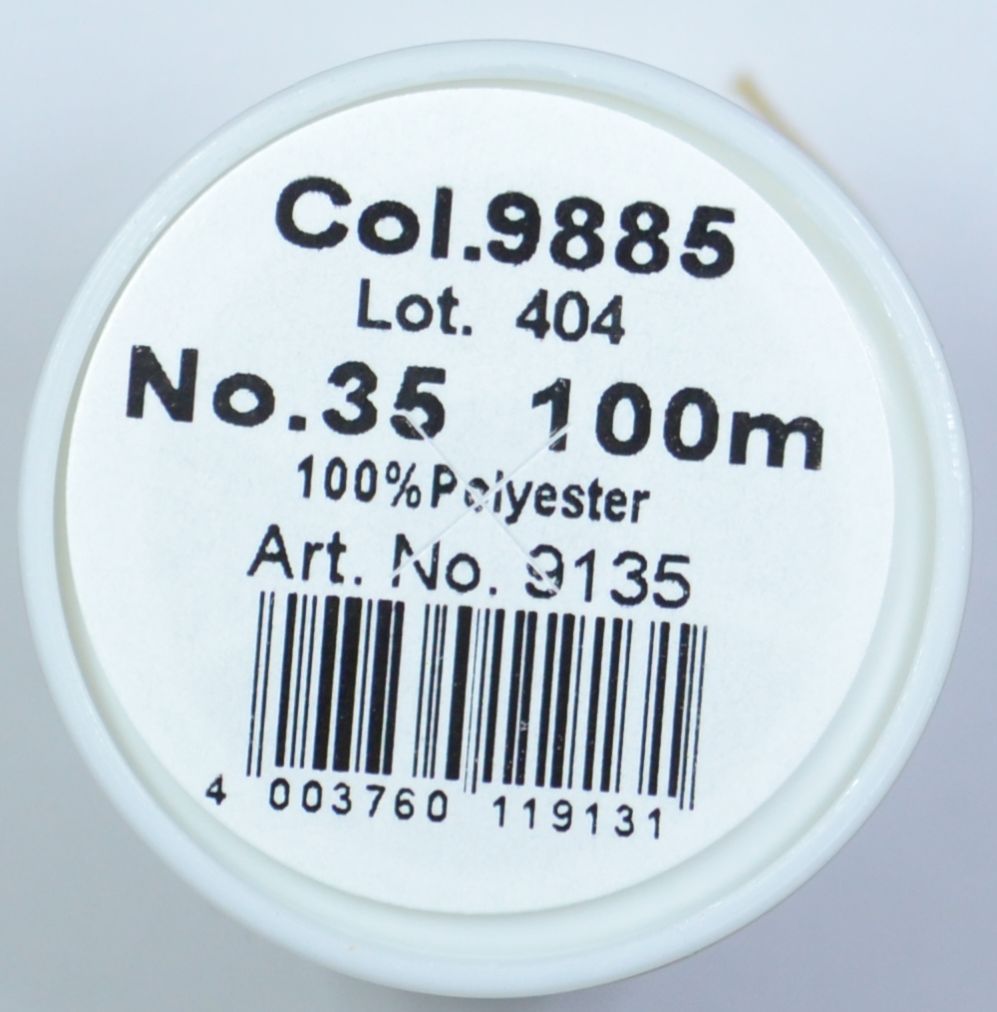 Col.9885
Lot. 404
No.35 100m
100%Polyester
Art. No. 9135
4 003760 119131